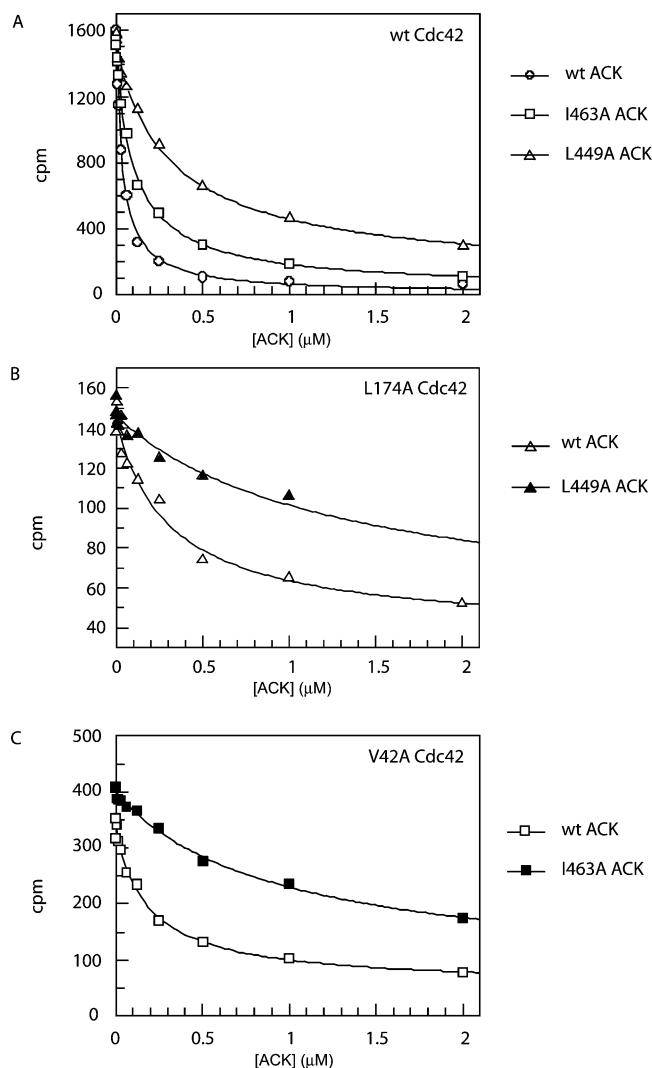 A
wt Cdc42
1600
1200
800
400
0
cpm
0 0.5 1 1.5 2
[ACK] (μM)
wt ACK
I463A ACK
L449A ACK
B
L174A Cdc42
160
140
120
100
80
60
40
cpm
0 0.5 1 1.5 2
[ACK] (μM)
wt ACK
L449A ACK
C
V42A Cdc42
500
400
300
200
100
0
cpm
0 0.5 1 1.5 2
[ACK] (μM)
wt ACK
I463A ACK